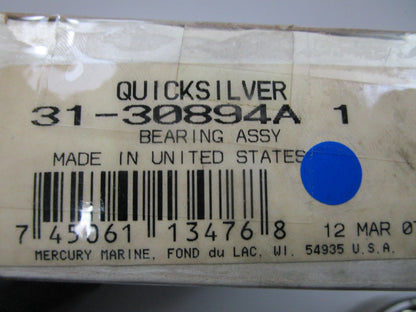 QUICKSILVER
31-30894A 1
BEARING ASSY
MADE IN UNITED STATES
7 45061 13476 8
12 MAR
MERCURY MARINE, FOND du LAC, WI. 54935 U.S.A.